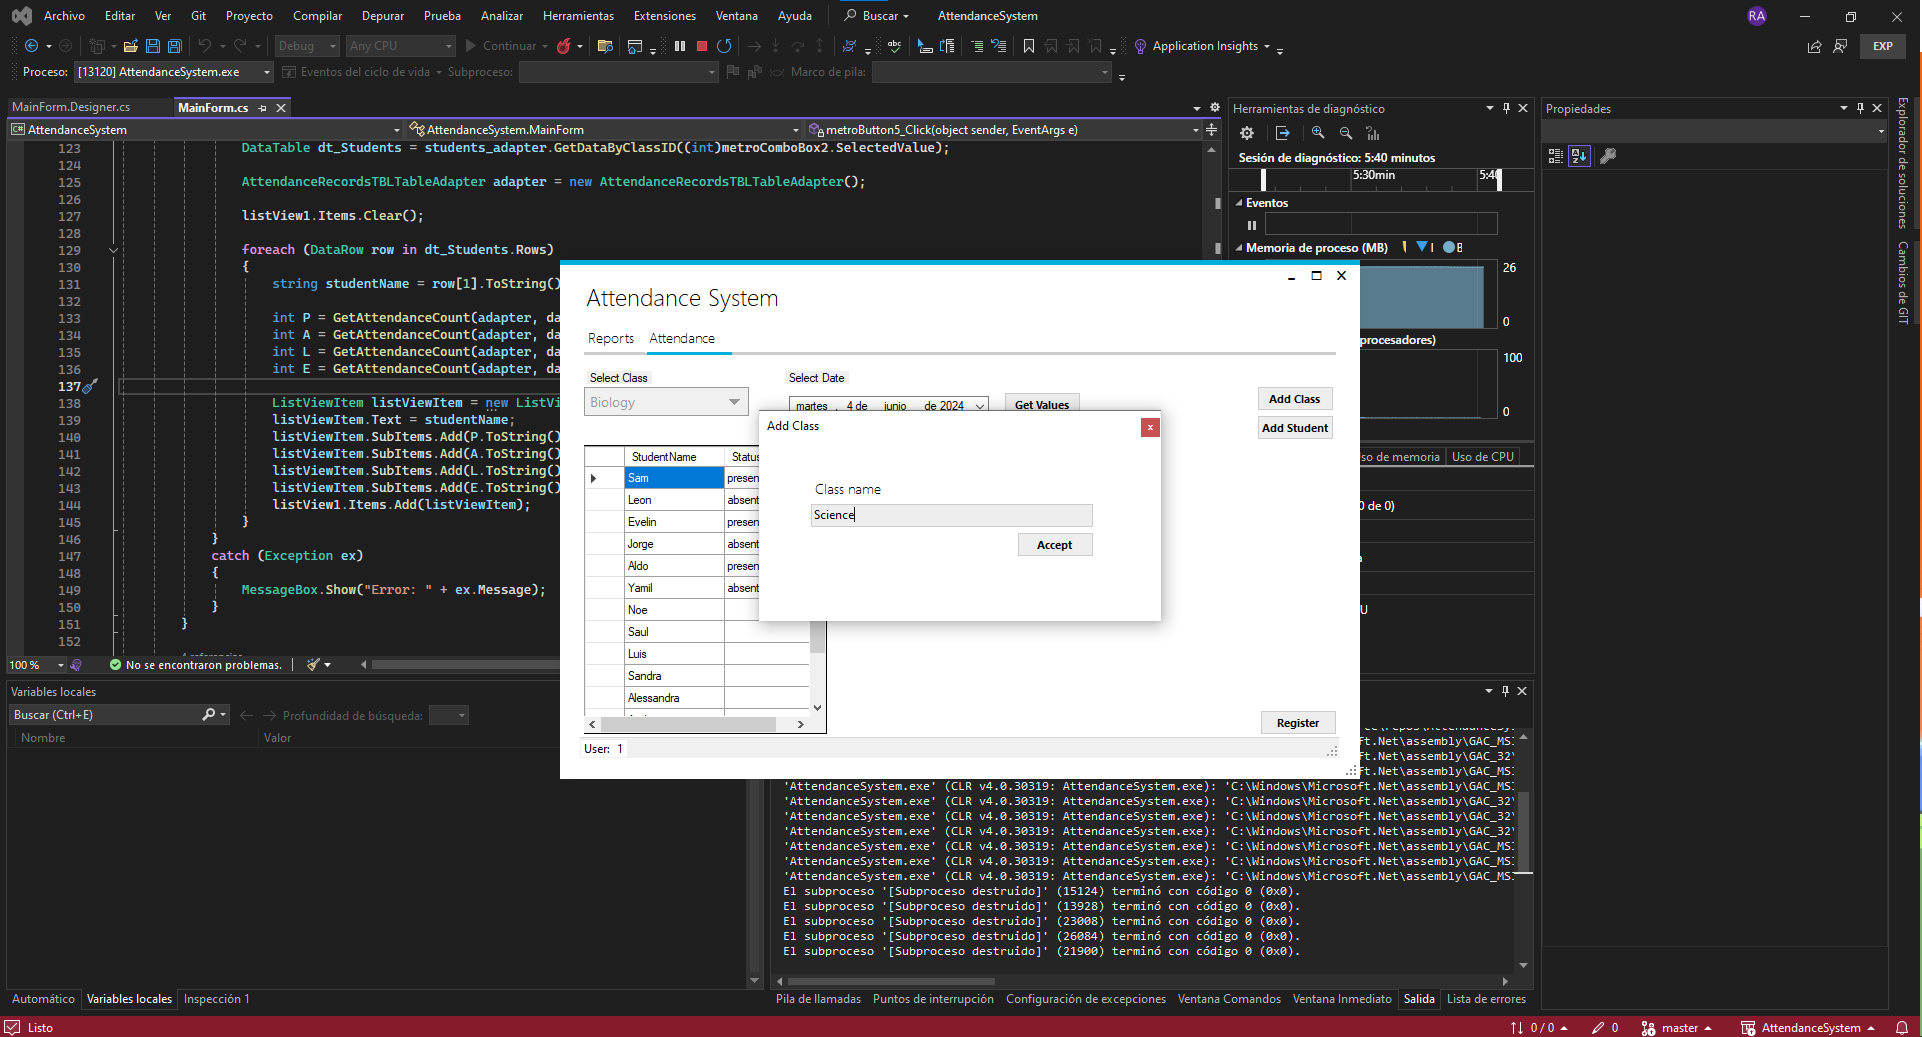 Archivo Editar Ver Git Proyecto Compilar Depurar Prueba Analizar Herramientas Extensiones Ventana Ayuda Buscar AttendanceSystem RA
Debug Any CPU Continuar Application Insights EXP
Proceso: [13120] AttendanceSystem.exe Eventos del ciclo de vida Subproceso: Marco de pila:
MainForm.Designer.cs MainForm.cs
AttendanceSystem AttendanceSystem.MainForm metroButton5_Click(object sender, EventArgs e)
123 DataTable dt_Students = students_adapter.GetDataByClassID((int)metroComboBox2.SelectedValue);
124
125 AttendanceRecordsTBLTableAdapter adapter = new AttendanceRecordsTBLTableAdapter();
126
127 listView1.Items.Clear();
128
129 foreach (DataRow row in dt_Students.Rows)
130 {
131 string studentName = row[1].ToString()
132
133 int P = GetAttendanceCount(adapter, da
134 int A = GetAttendanceCount(adapter, da
135 int L = GetAttendanceCount(adapter, da
136 int E = GetAttendanceCount(adapter, da
137
138 ListViewItem listViewItem = new ListVi
139 listViewItem.Text = studentName;
140 listViewItem.SubItems.Add(P.ToString()
141 listViewItem.SubItems.Add(A.ToString()
142 listViewItem.SubItems.Add(L.ToString()
143 listViewItem.SubItems.Add(E.ToString()
144 listView1.Items.Add(listViewItem);
145 }
146 }
147 catch (Exception ex)
148 {
149 MessageBox.Show("Error: " + ex.Message);
150 }
151 }
152
100 % No se encontraron problemas.
Variables locales
Buscar (Ctrl+E) Profundidad de búsqueda:
Nombre Valor
Automático Variables locales Inspección 1
Attendance System
Reports Attendance
Select Class Select Date
Biology martes , 4 de junio de 2024 Get Values
Add Class
Add Student
StudentName Status
Sam presen
Leon absent
Evelin presen
Jorge absent
Aldo presen
Yamil absent
Noe
Saul
Luis
Sandra
Alessandra
Register
User: 1
Add Class
x
Class name
Science
Accept
Herramientas de diagnóstico
Sesión de diagnóstico: 5:40 minutos
5:30min 5:40
Eventos
Memoria de proceso (MB) I B
26
0
procesadores)
100
0
so de memoria Uso de CPU
0 de 0)
a
U
t.Net\assembly\GAC_MSI
t.Net\assembly\GAC_32\
t.Net\assembly\GAC_MSI
'AttendanceSystem.exe' (CLR v4.0.30319: AttendanceSystem.exe): 'C:\Windows\Microsoft.Net\assembly\GAC_MSI
'AttendanceSystem.exe' (CLR v4.0.30319: AttendanceSystem.exe): 'C:\Windows\Microsoft.Net\assembly\GAC_32\
'AttendanceSystem.exe' (CLR v4.0.30319: AttendanceSystem.exe): 'C:\Windows\Microsoft.Net\assembly\GAC_32\
'AttendanceSystem.exe' (CLR v4.0.30319: AttendanceSystem.exe): 'C:\Windows\Microsoft.Net\assembly\GAC_32\
'AttendanceSystem.exe' (CLR v4.0.30319: AttendanceSystem.exe): 'C:\Windows\Microsoft.Net\assembly\GAC_MSI
'AttendanceSystem.exe' (CLR v4.0.30319: AttendanceSystem.exe): 'C:\Windows\Microsoft.Net\assembly\GAC_MSI
'AttendanceSystem.exe' (CLR v4.0.30319: AttendanceSystem.exe): 'C:\Windows\Microsoft.Net\assembly\GAC_MSI
El subproceso '[Subproceso destruido]' (15124) terminó con código 0 (0x0).
El subproceso '[Subproceso destruido]' (13928) terminó con código 0 (0x0).
El subproceso '[Subproceso destruido]' (23008) terminó con código 0 (0x0).
El subproceso '[Subproceso destruido]' (26084) terminó con código 0 (0x0).
El subproceso '[Subproceso destruido]' (21900) terminó con código 0 (0x0).
Pila de llamadas Puntos de interrupción Configuración de excepciones Ventana Comandos Ventana Inmediato Salida Lista de errores
Propiedades
Explorador de soluciones
Cambios de GIT
Listo 0 / 0 0 master AttendanceSystem